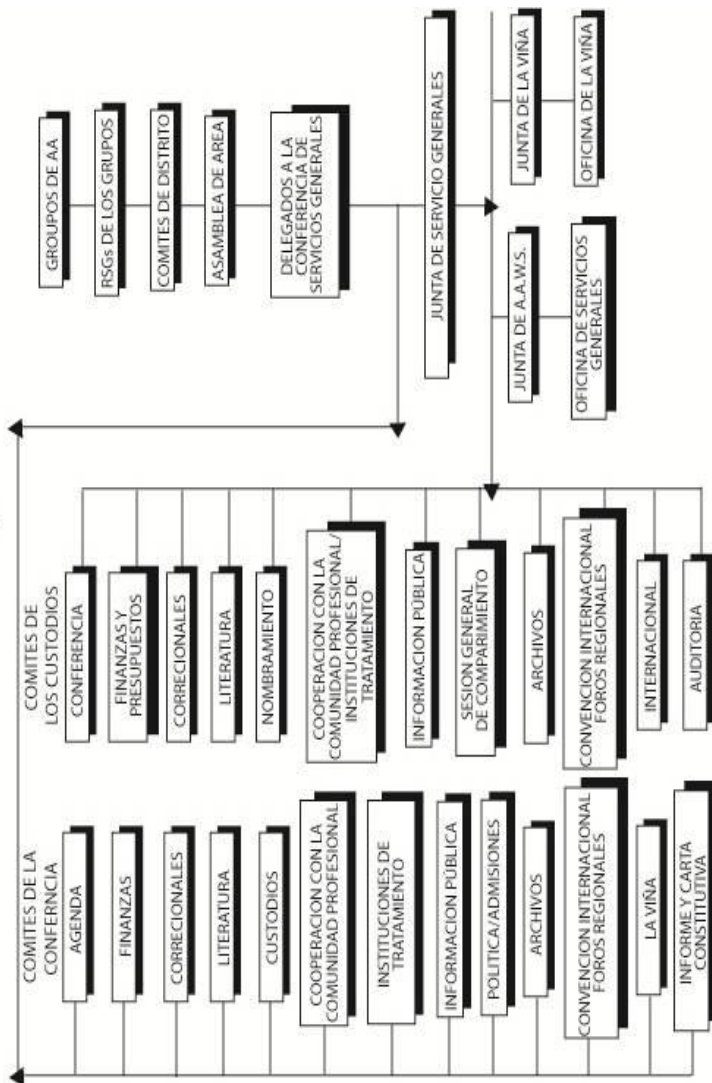 GROUPOS DE AA
RSGs DE LOS GRUPOS
COMITES DE DISTRITO
ASAMBLEA DE AREA
DELEGADOS A LA
CONFERENCIA DE
SERVICIOS GENERALES
JUNTA DE SERVICIO GENERALES
JUNTA DE A.A.W.S.
OFICINA DE SERVICIOS
GENERALES
JUNTA DE LA VIÑA
OFICINA DE LA VIÑA
COMITES DE
LOS CUSTODIOS
CONFERENCIA
FINANZAS Y
PRESUPUESTOS
CORRECIONALES
LITERATURA
NOMBRAMIENTO
COOPERACION CON LA
COMUNIDAD PROFESIONAL/
INSTITUCIONES DE
TRATAMIENTO
INFORMACION PÚBLICA
SESION GENERAL
DE COMPARIMIENTO
ARCHIVOS
CONVENCION INTERNACIONAL
FOROS REGIONALES
INTERNACIONAL
AUDITORIA
COMITES DE LA
CONFERNCIA
AGENDA
FINANZAS
CORRECIONALES
LITERATURA
CUSTODIOS
COOPERACION CON LA
COMUNIDAD PROFESIONAL
INSTITUCIONES DE
TRATAMIENTO
INFORMACION PÚBLICA
POLITICA/ADMISIONES
ARCHIVOS
CONVENCION INTERNACIONAL
FOROS REGIONALES
LA VIÑA
INFORME Y CARTA
CONSTITUTIVA